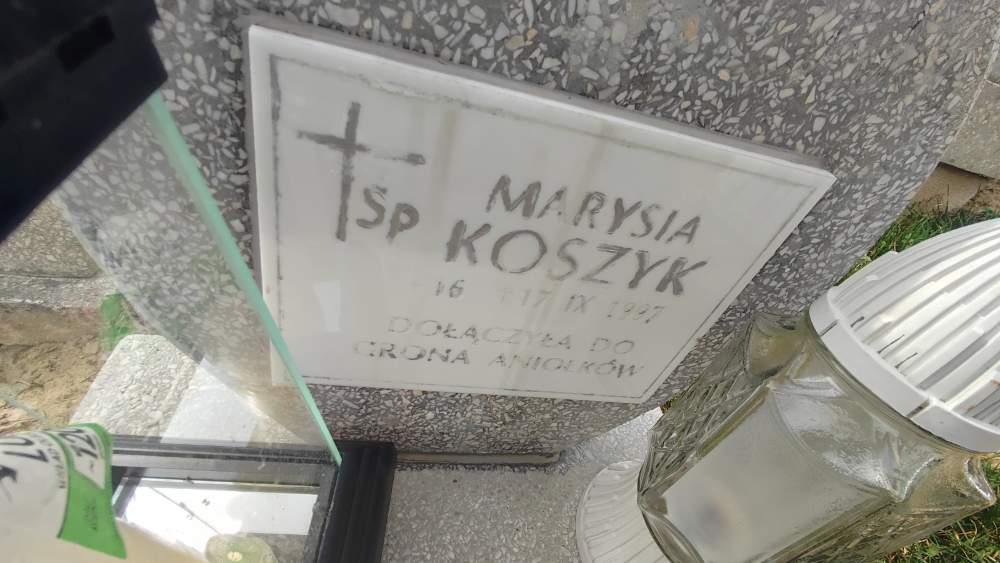 ŚP MARYSIA
KOSZYK
16 †17 IX 1997
DOŁĄCZYŁA DO
GRONA ANIOŁKÓW